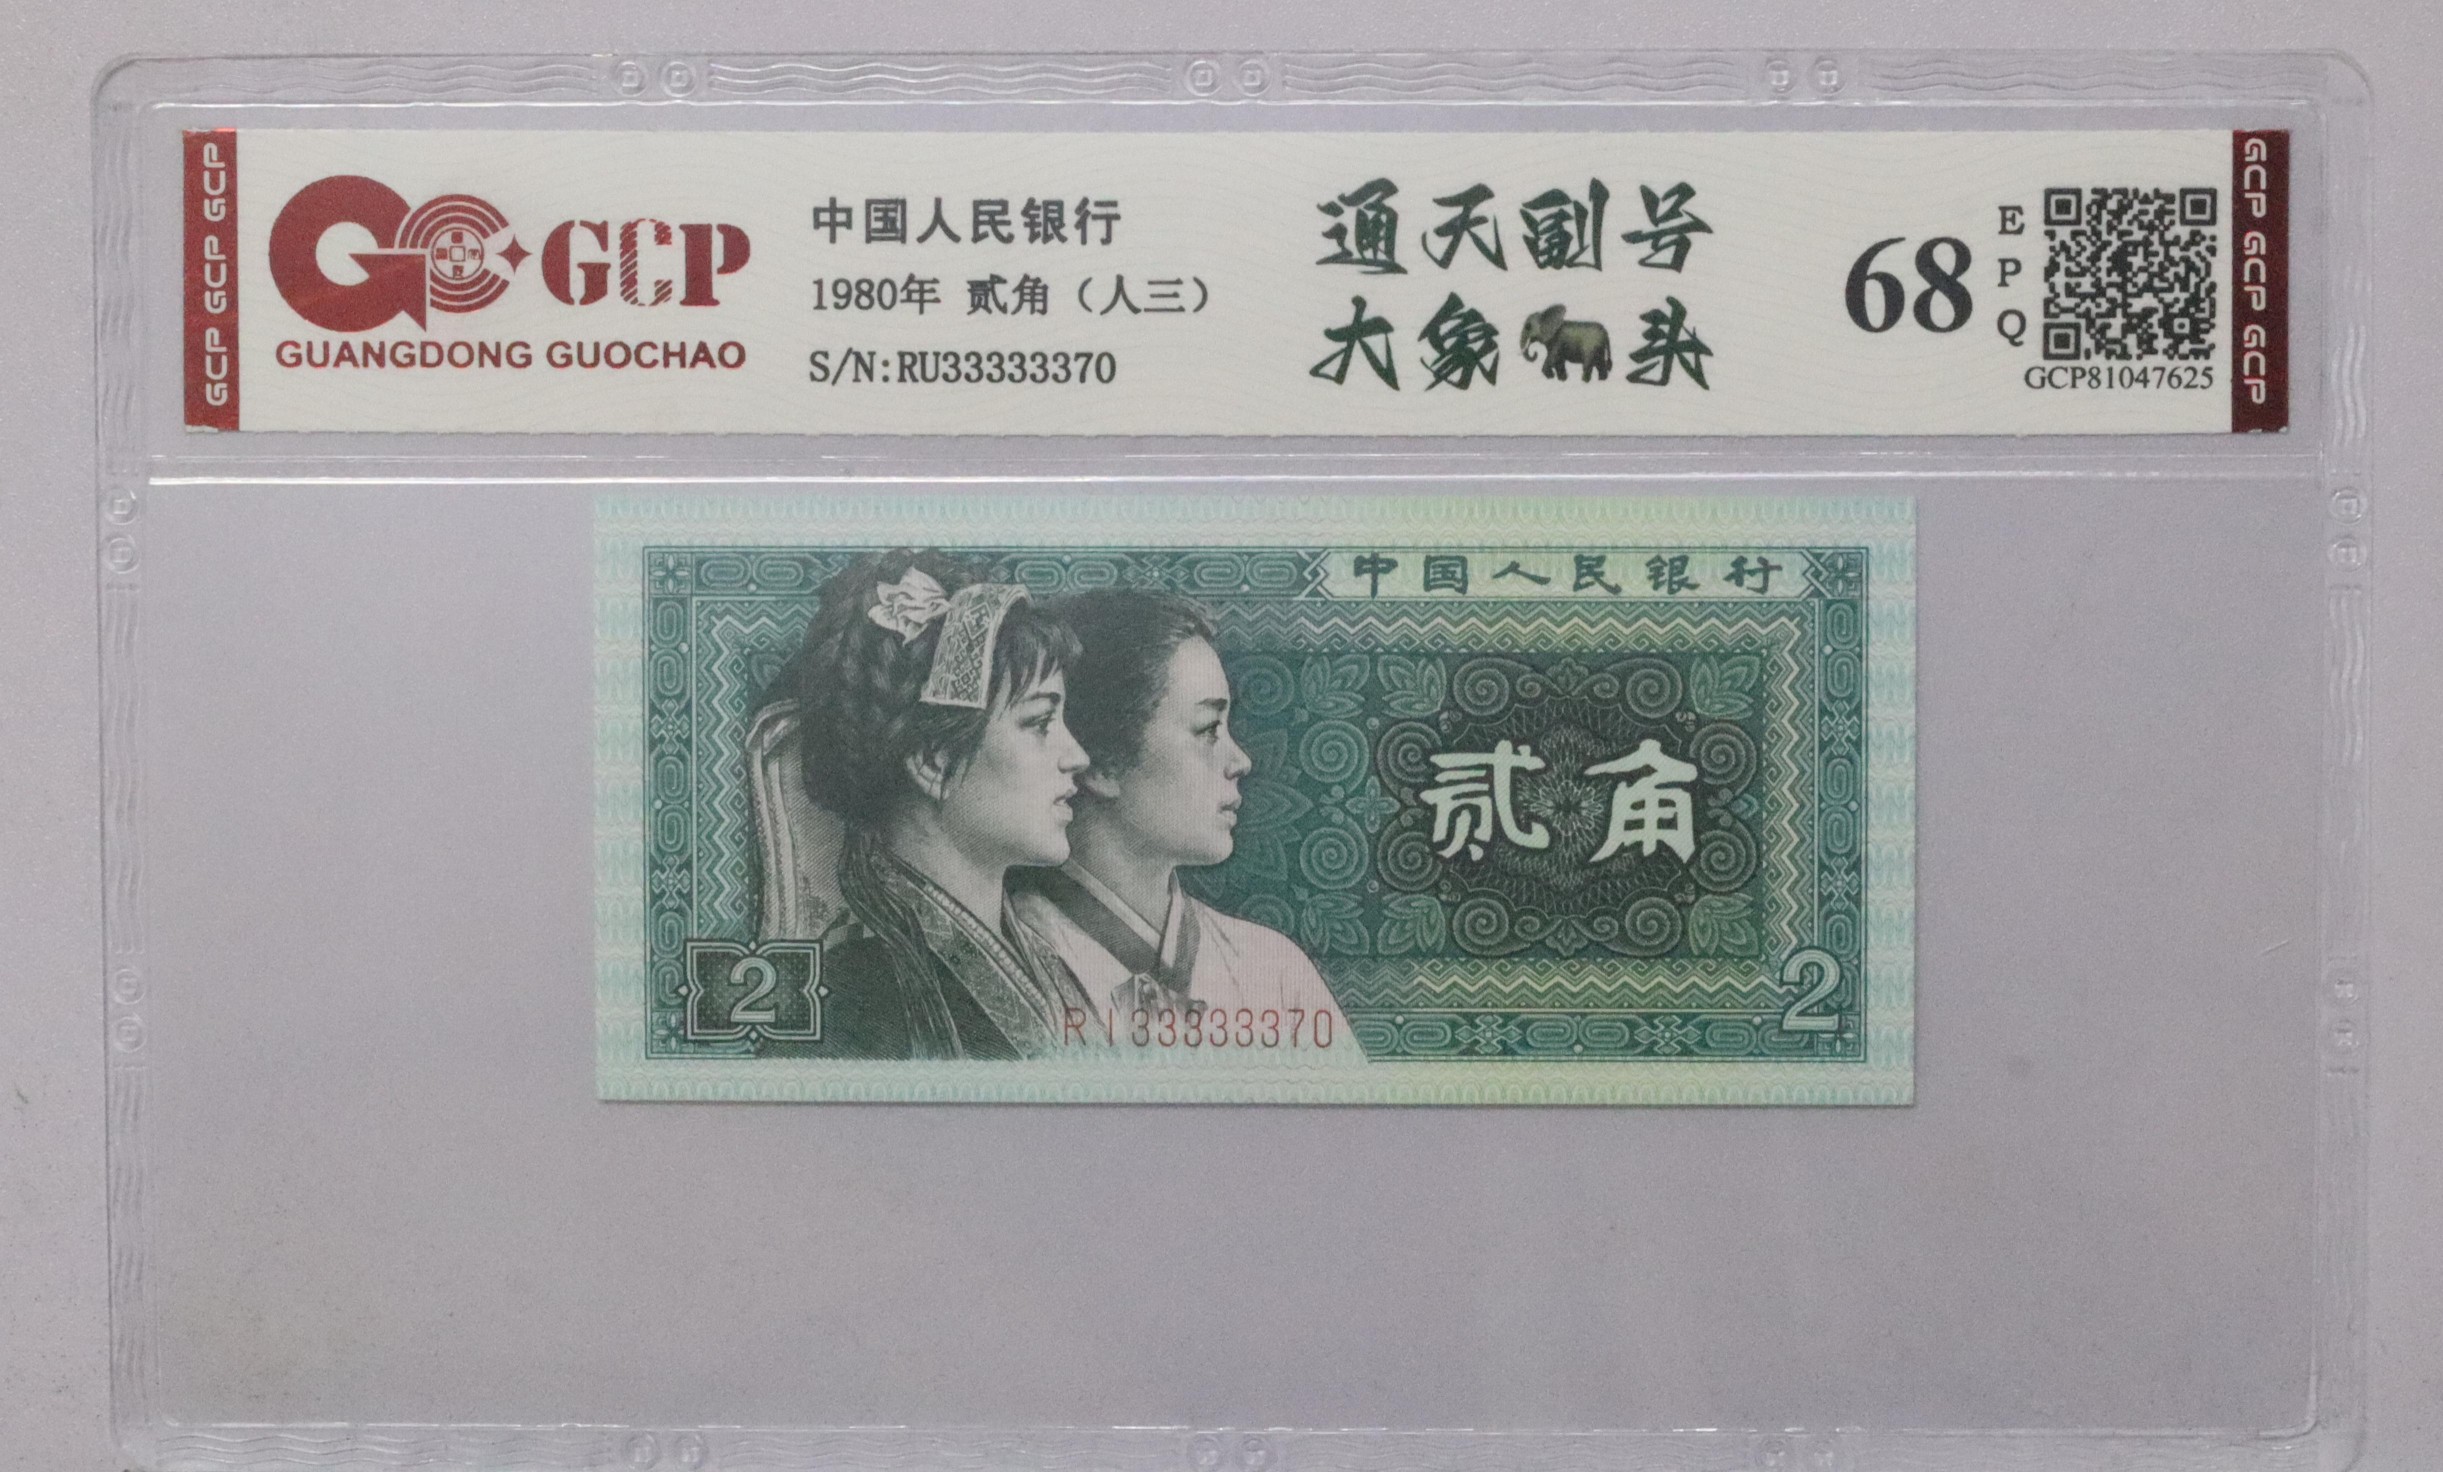 GCP GCP GCP
GCP
GUANGDONG GUOCHAO
中国人民银行
1980年 贰角（人三）
S/N:RU33333370
通天副号
大象🐘头
68
E
P
Q
GCP81047625
GCP GCP GCP
中国人民银行
贰角
2
RI33333370
2